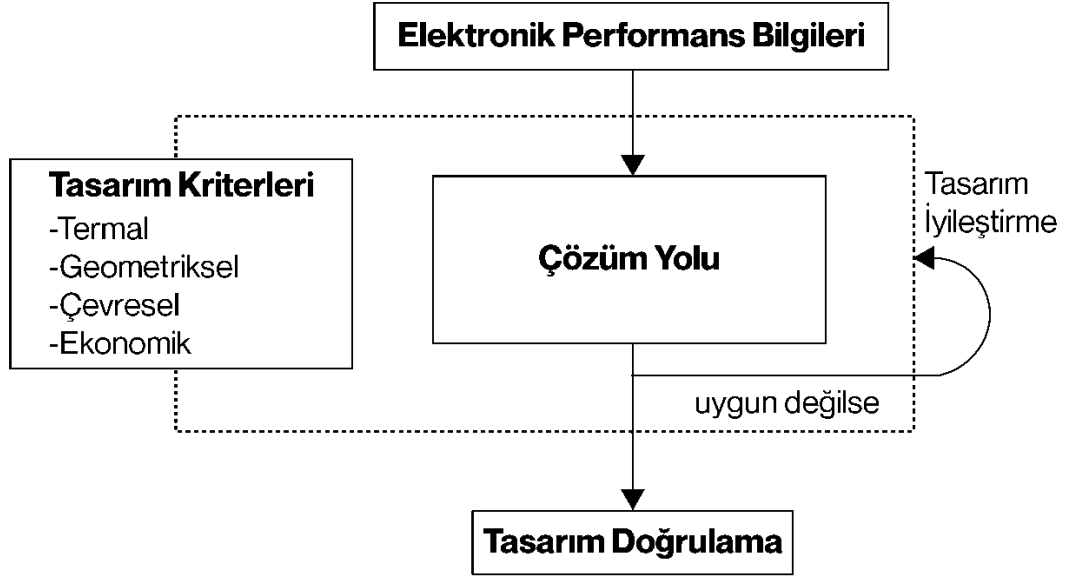 Elektronik Performans Bilgileri
Tasarım Kriterleri
-Termal
-Geometriksel
-Çevresel
-Ekonomik
Çözüm Yolu
Tasarım
İyileştirme
uygun değilse
Tasarım Doğrulama